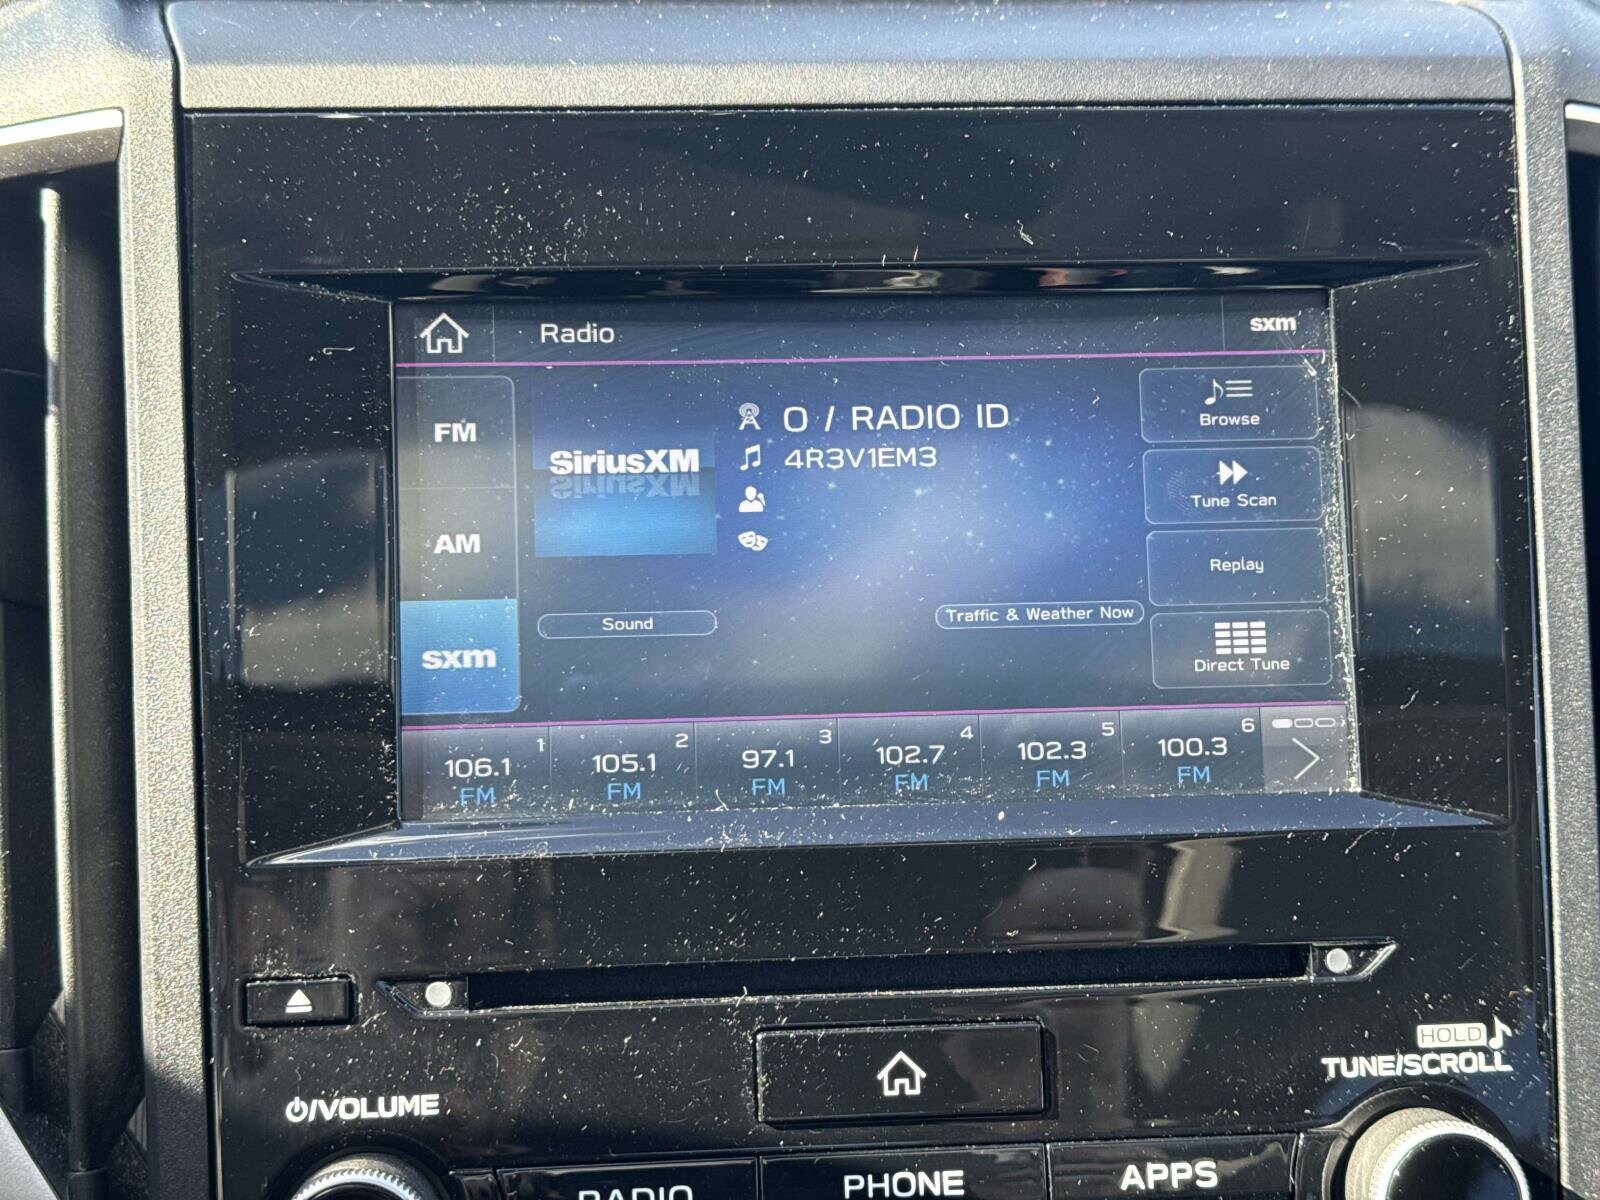 Radio
sxm
FM
AM
sxm
SiriusXM
0 / RADIO ID
4R3V1EM3
Browse
Tune Scan
Replay
Direct Tune
Sound
Traffic & Weather Now
1
106.1
FM
2
105.1
FM
3
97.1
FM
4
102.7
FM
5
102.3
FM
6
100.3
FM
HOLD
TUNE/SCROLL
/VOLUME
RADIO
PHONE
APPS